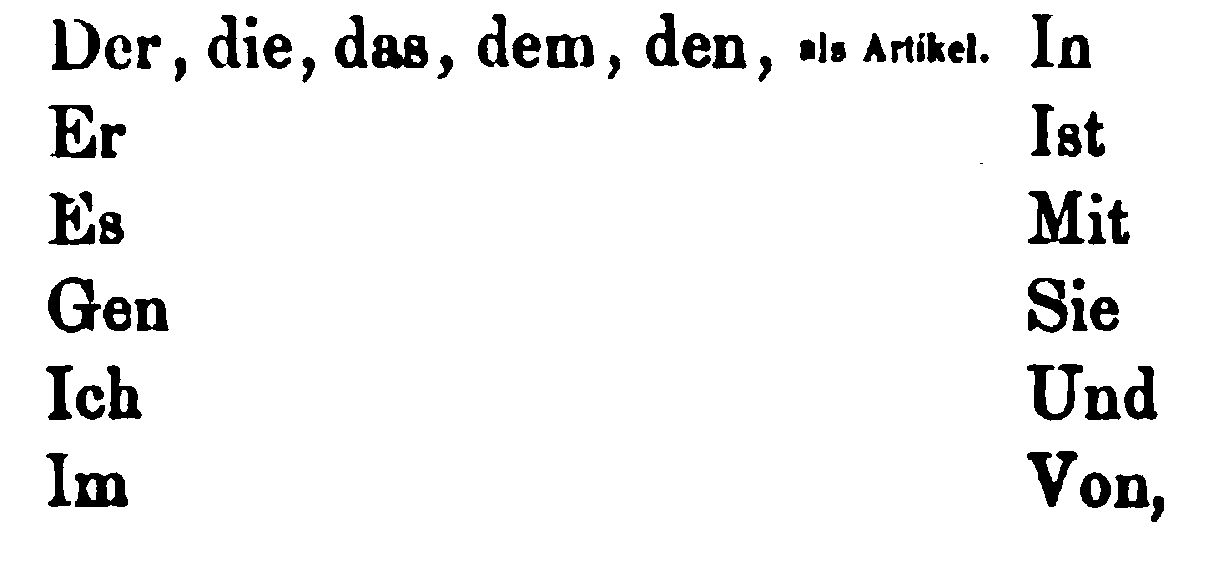 Der, die, das, dem, den, als Artikel.
Er
Es
Gen
Ich
Im
In
Ist
Mit
Sie
Und
Von,